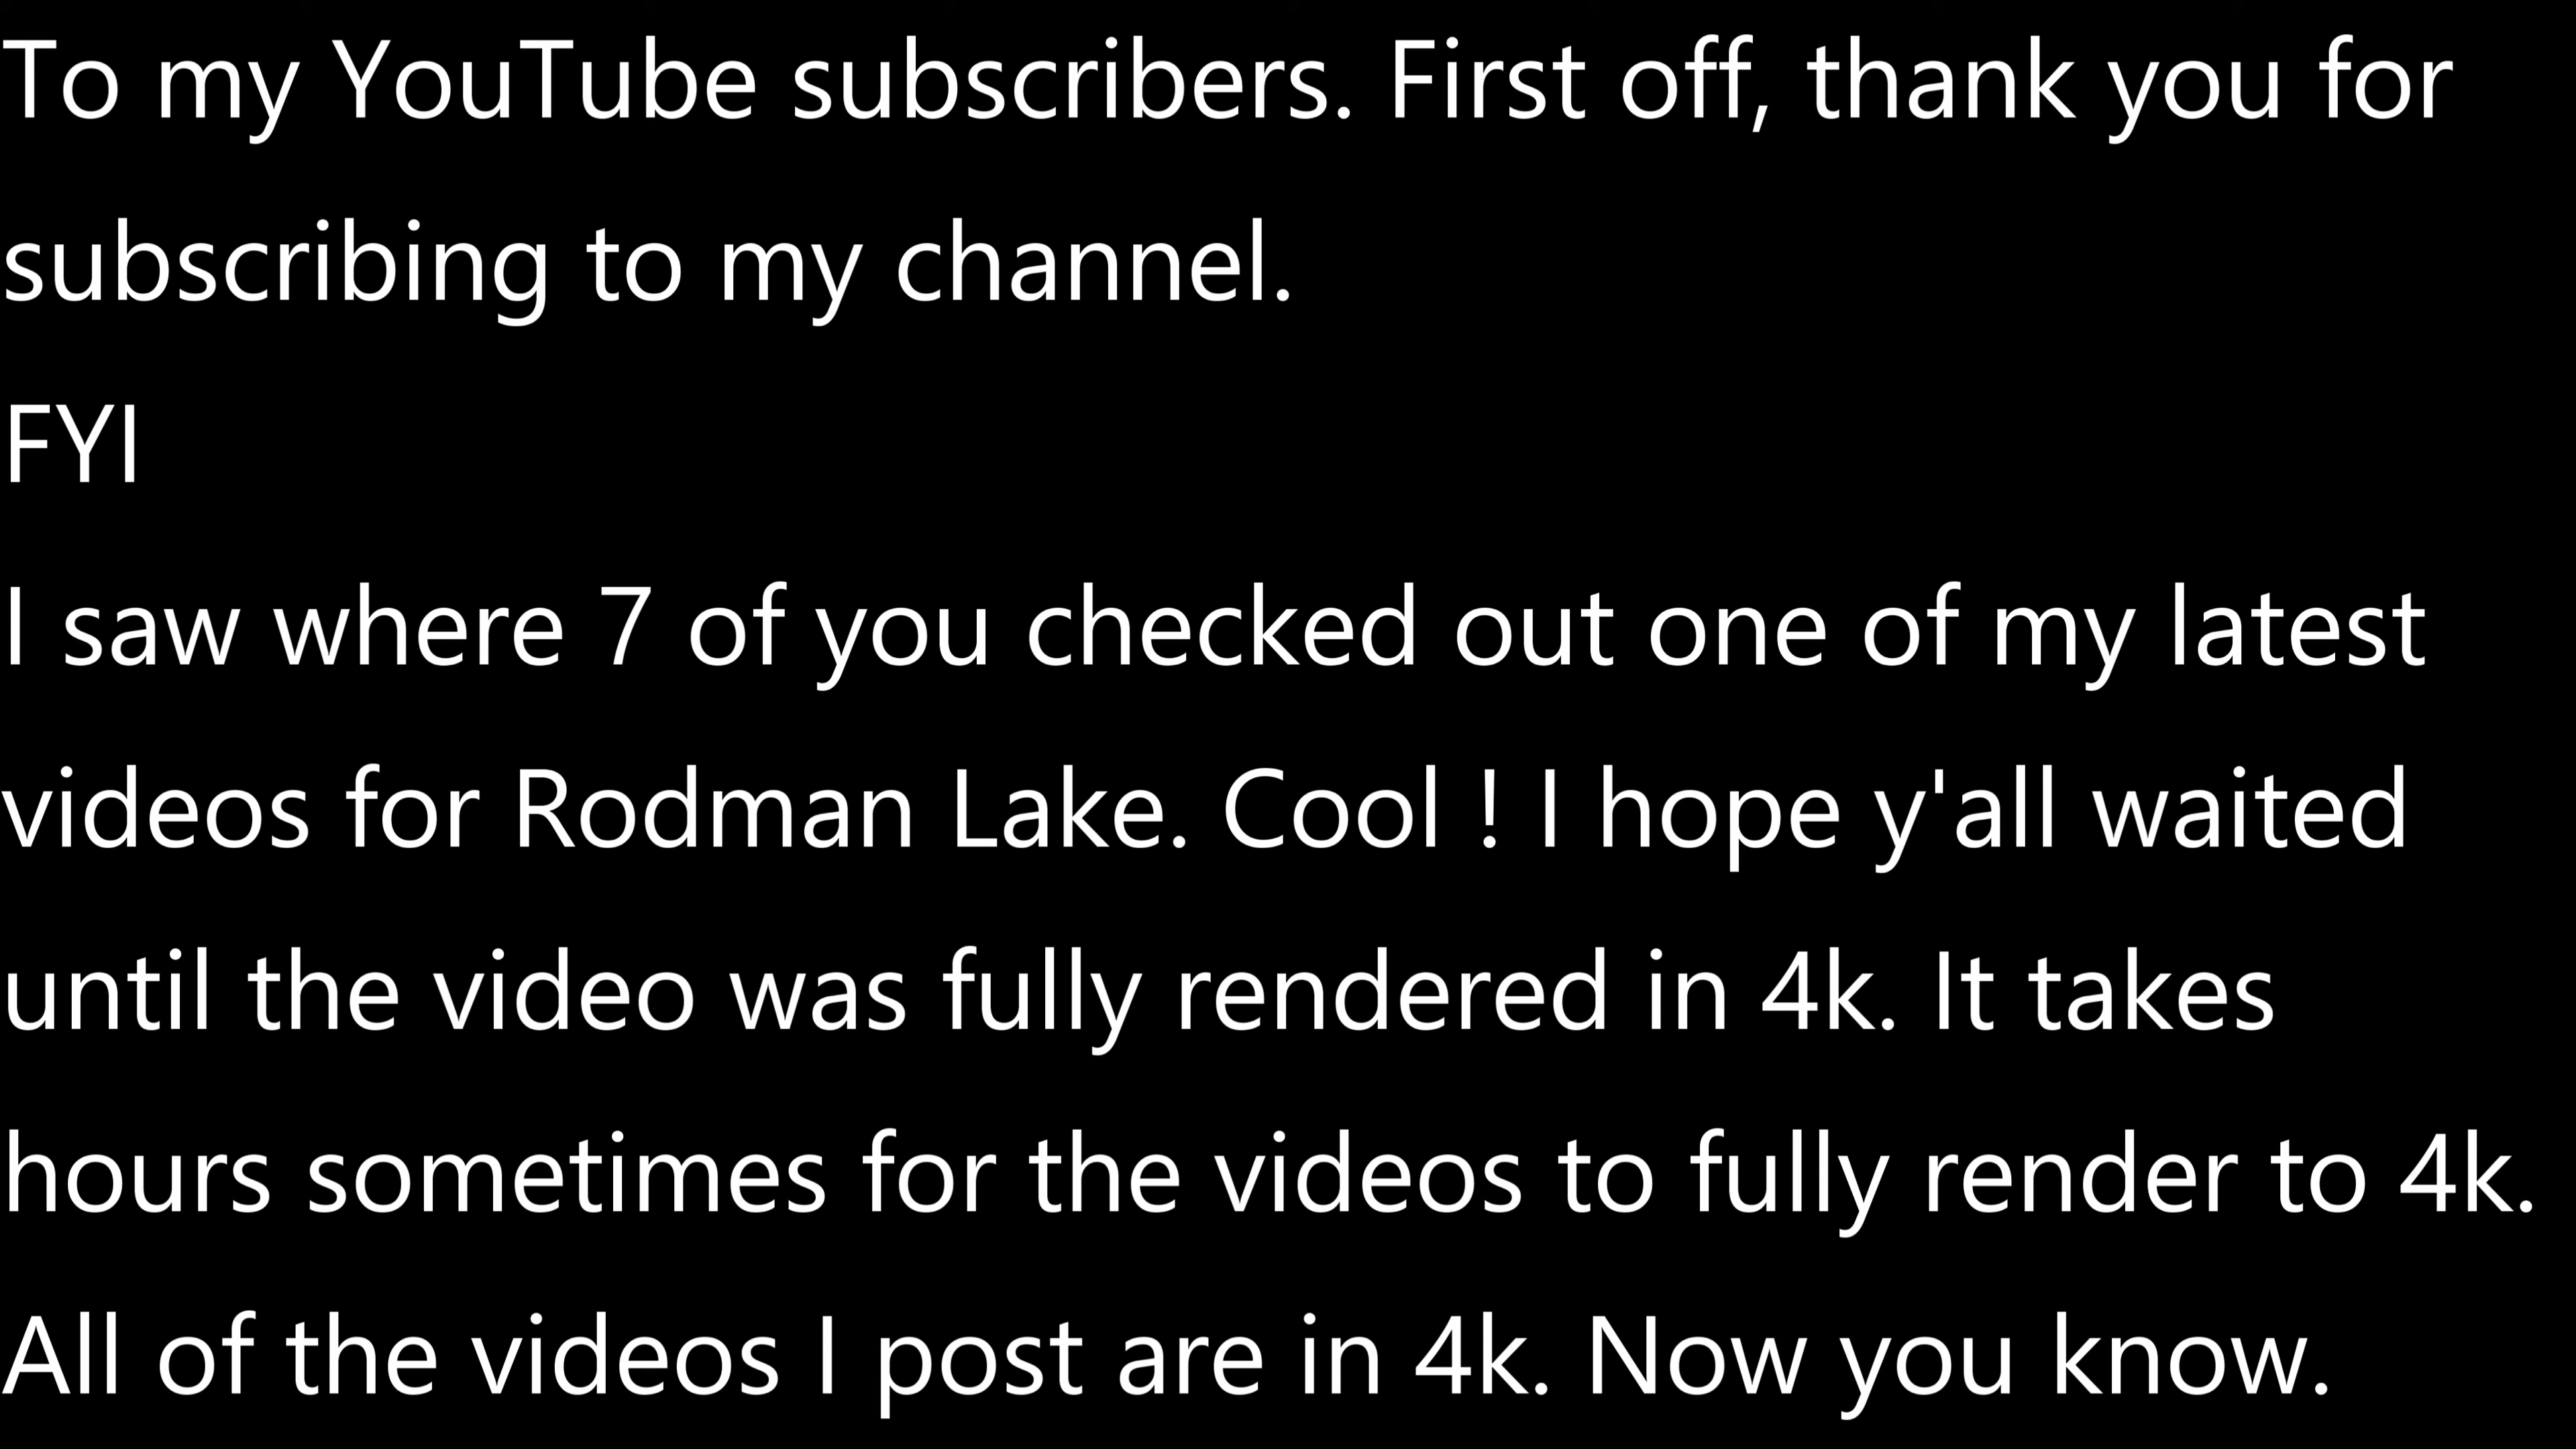 To my YouTube subscribers. First off, thank you for
subscribing to my channel.
FYI
I saw where 7 of you checked out one of my latest
videos for Rodman Lake. Cool ! I hope y'all waited
until the video was fully rendered in 4k. It takes
hours sometimes for the videos to fully render to 4k.
All of the videos I post are in 4k. Now you know.